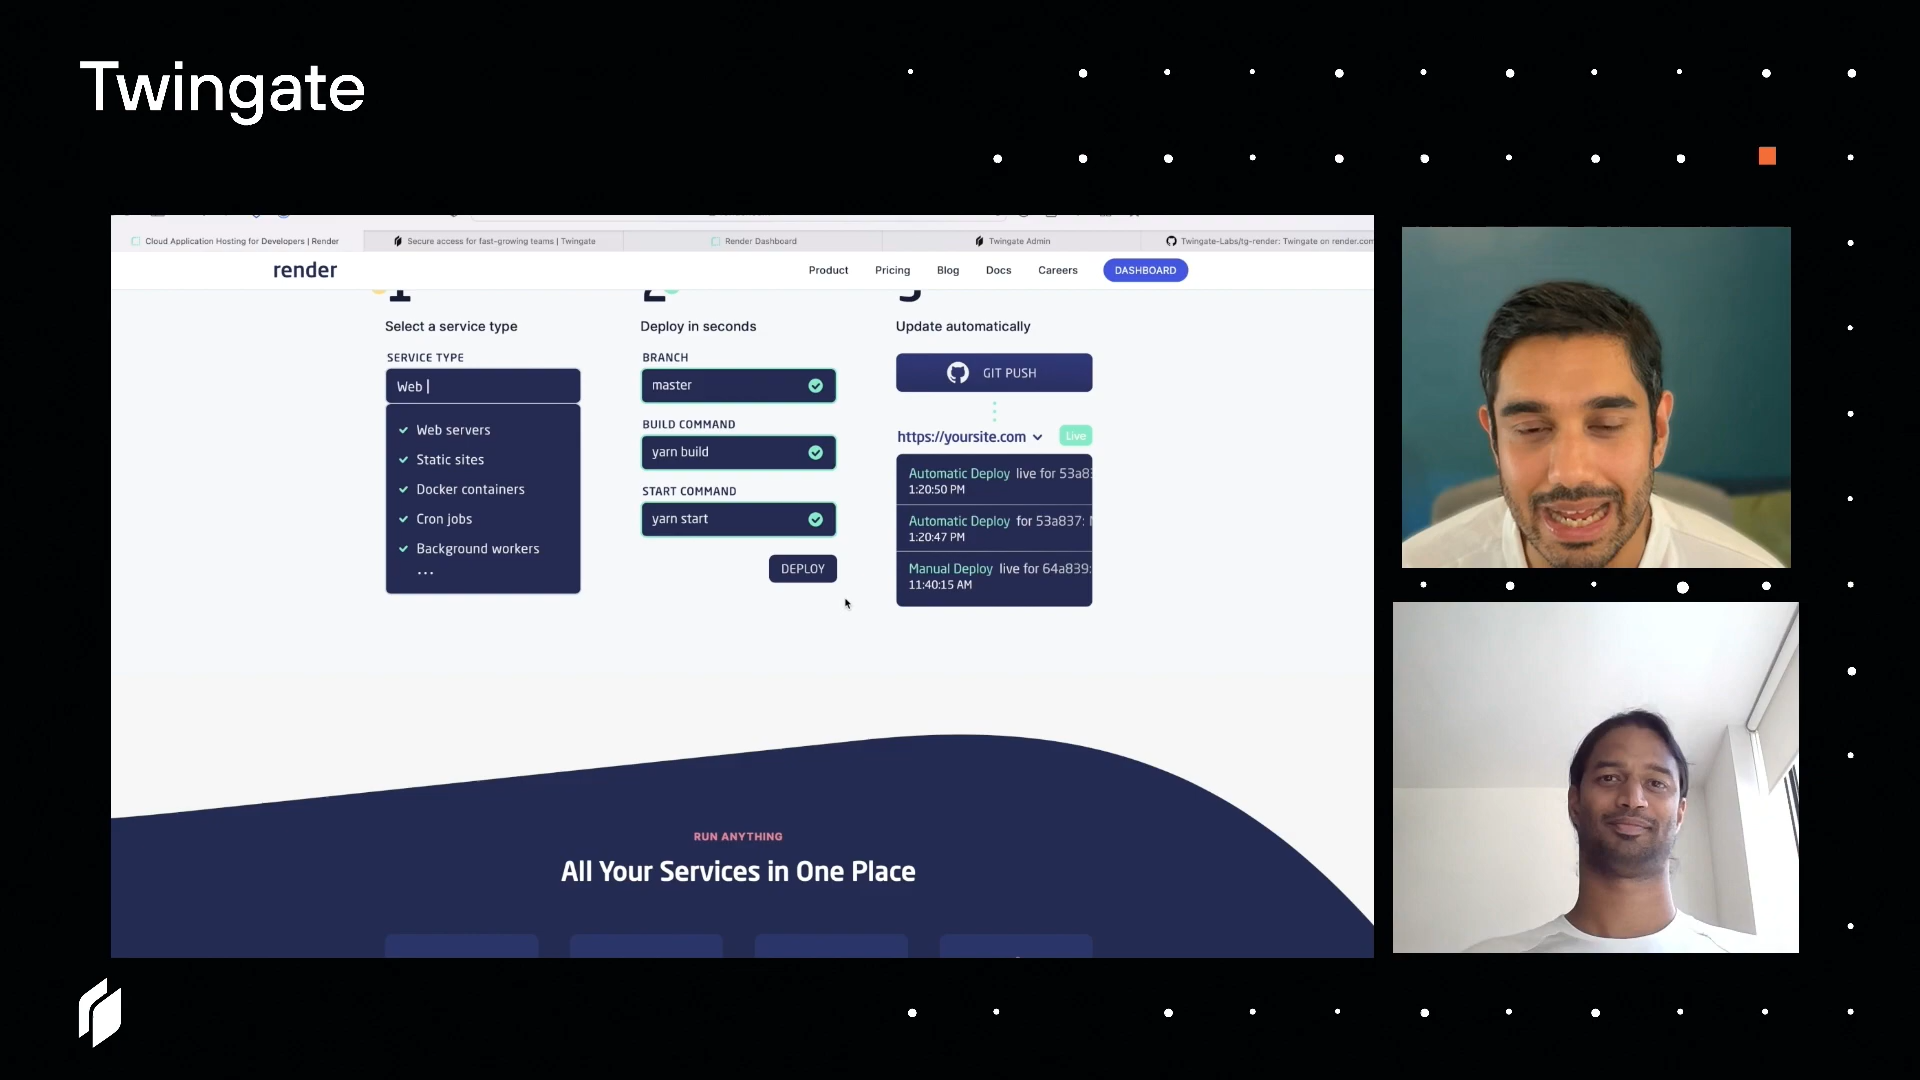 Twingate
Cloud Application Hosting for Developers | Render
Secure access for fast-growing teams | Twingate
Render Dashboard
Twingate Admin
Twingate-Labs/tg-render: Twingate on render.com
render
Product
Pricing
Blog
Docs
Careers
DASHBOARD
1
2
3
Select a service type
SERVICE TYPE
Web
Web servers
Static sites
Docker containers
Cron jobs
Background workers
...
Deploy in seconds
BRANCH
master
BUILD COMMAND
yarn build
START COMMAND
yarn start
DEPLOY
Update automatically
GIT PUSH
https://yoursite.com
Live
Automatic Deploy live for 53a8
1:20:50 PM
Automatic Deploy for 53a837:
1:20:47 PM
Manual Deploy live for 64a839:
11:40:15 AM
RUN ANYTHING
All Your Services in One Place